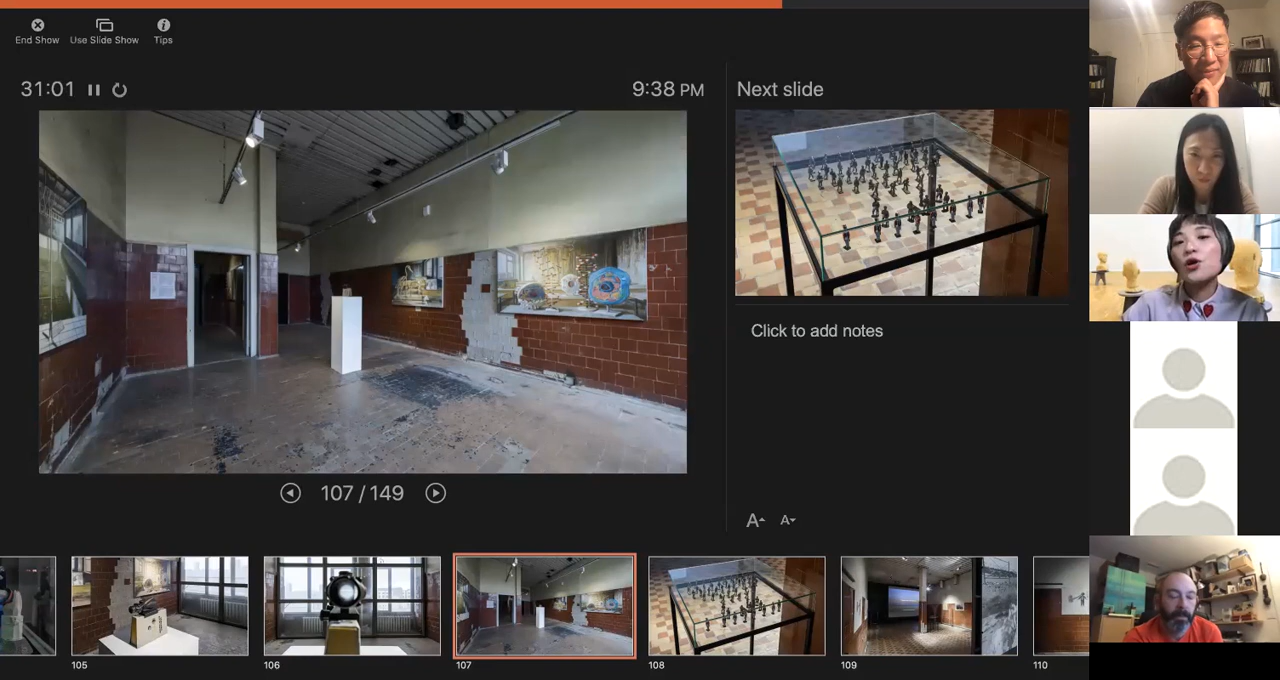 End Show
Use Slide Show
Tips
31:01
9:38 PM
Next slide
Click to add notes
107 / 149
A A
105
106
107
108
109
110